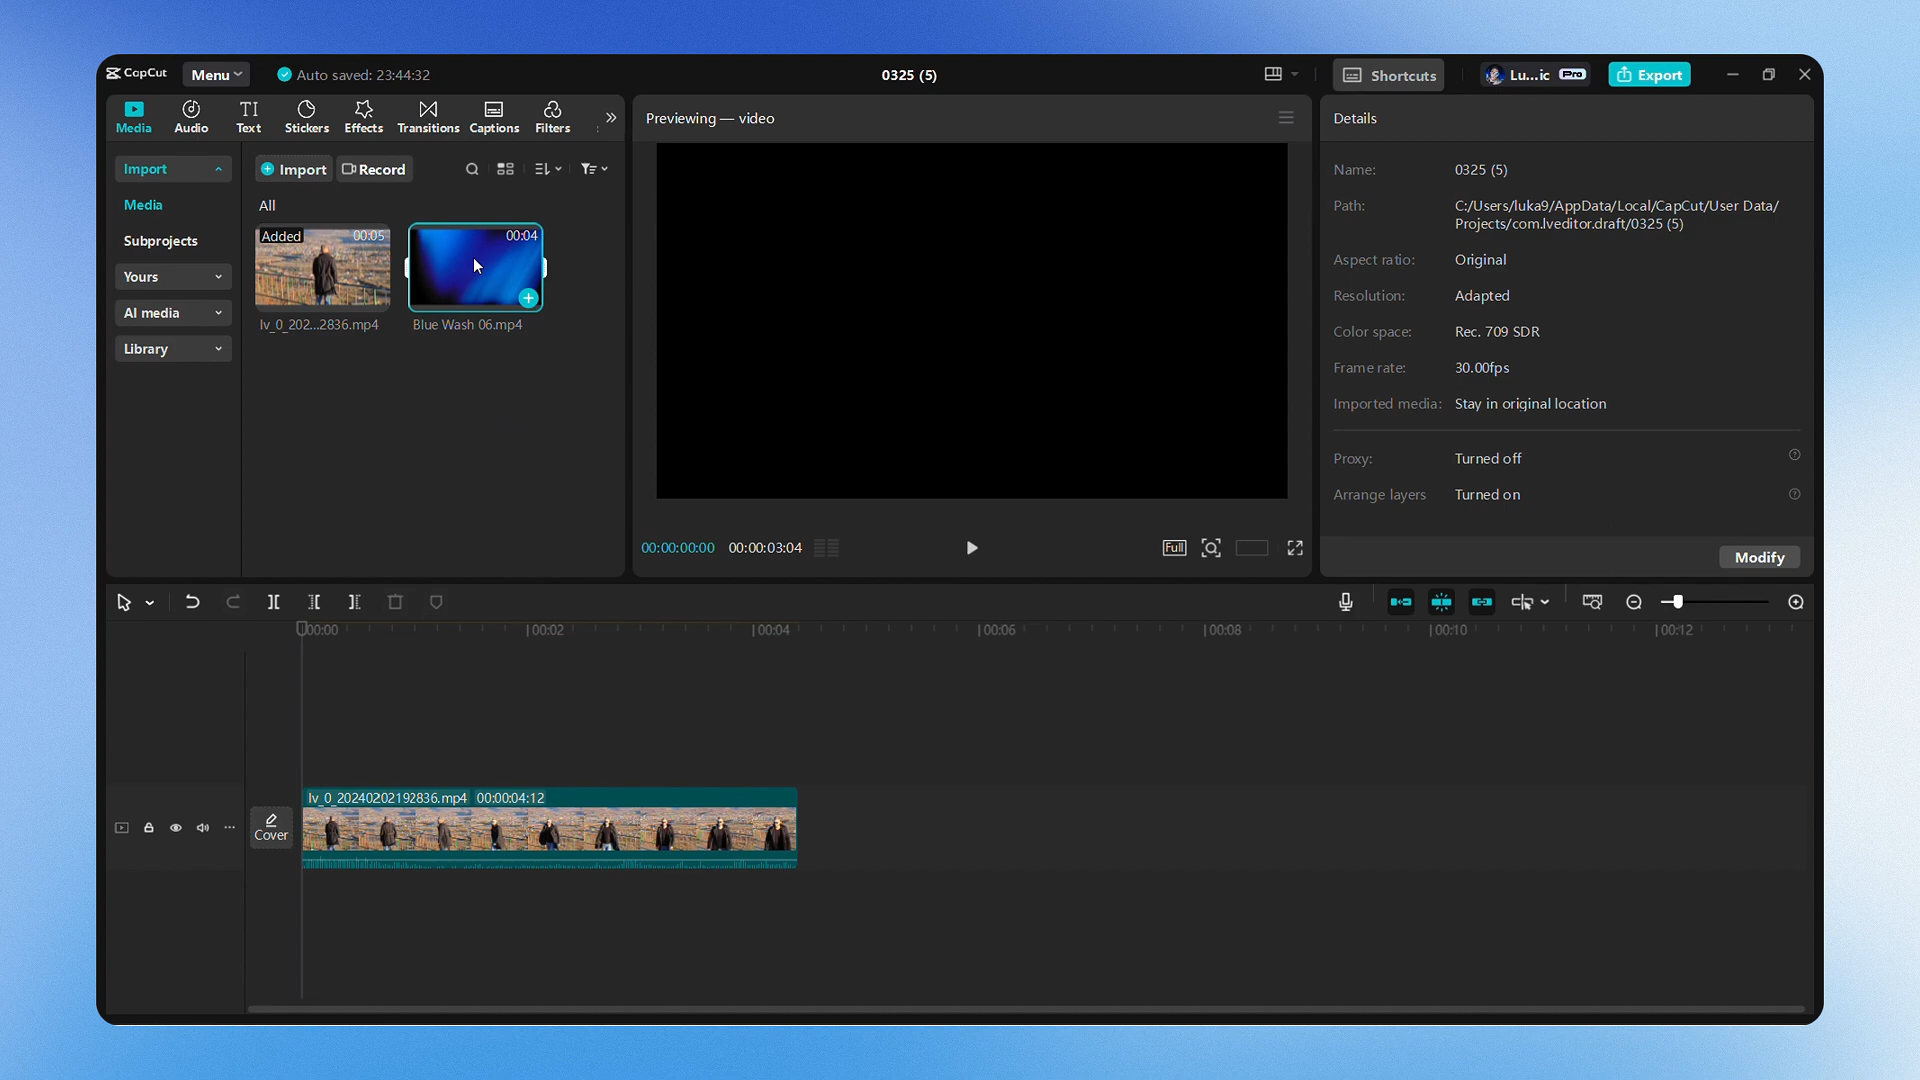 CapCut
Menu
Auto saved: 23:44:32
0325 (5)
Shortcuts
Lu...ic
Pro
Export
Media
Audio
TI
Text
Stickers
Effects
Transitions
Captions
Filters
Previewing — video
Details
Import
Media
Subprojects
Yours
AI media
Library
Import
Record
All
Added
00:05
00:04
lv_0_202...2836.mp4
Blue Wash 06.mp4
Name:
0325 (5)
Path:
C:/Users/luka9/AppData/Local/CapCut/User Data/
Projects/com.lveditor.draft/0325 (5)
Aspect ratio:
Original
Resolution:
Adapted
Color space:
Rec. 709 SDR
Frame rate:
30.00fps
Imported media:
Stay in original location
Proxy:
Turned off
Arrange layers
Turned on
Modify
00:00:00:00
00:00:03:04
Full
00:00
00:02
00:04
00:06
00:08
00:10
00:12
lv_0_20240202192836.mp4
00:00:04:12
Cover